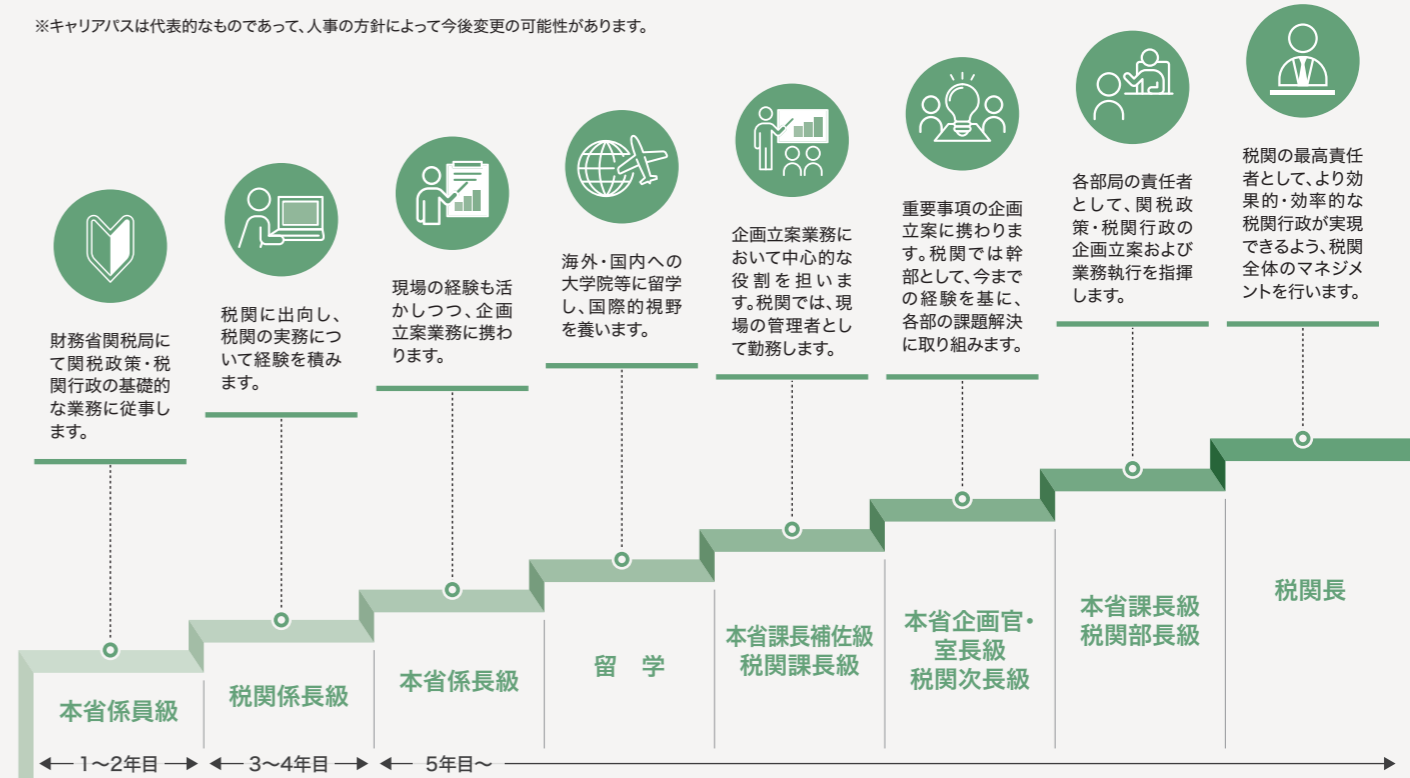 ※キャリアパスは代表的なものであって、人事の方針によって今後変更の可能性があります。
財務省関税局に
て関税政策・税
関行政の基礎的
な業務に従事し
ます。
税関に出向し、
税関の実務につ
いて経験を積み
ます。
現場の経験も活
かしつつ、企画
立案業務に携わ
ります。
海外・国内への
大学院等に留学
し、国際的視野
を養います。
企画立案業務に
おいて中心的な
役割を担いま
す。税関では、現
場の管理者とし
て勤務します。
重要事項の企画
立案に携わりま
す。税関では幹
部として、今まで
の経験を基に、
各部の課題解決
に取り組みます。
各部局の責任者
として、関税政
策・税関行政の
企画立案および
業務執行を指揮
します。
税関の最高責任
者として、より効
果的・効率的な
税関行政が実現
できるよう、税関
全体のマネジメ
ントを行います。
本省係員級
税関係長級
本省係長級
留　学
本省課長補佐級
税関課長級
本省企画官・
室長級
税関次長級
本省課長級
税関部長級
税関長
1〜2年目
3〜4年目
5年目〜